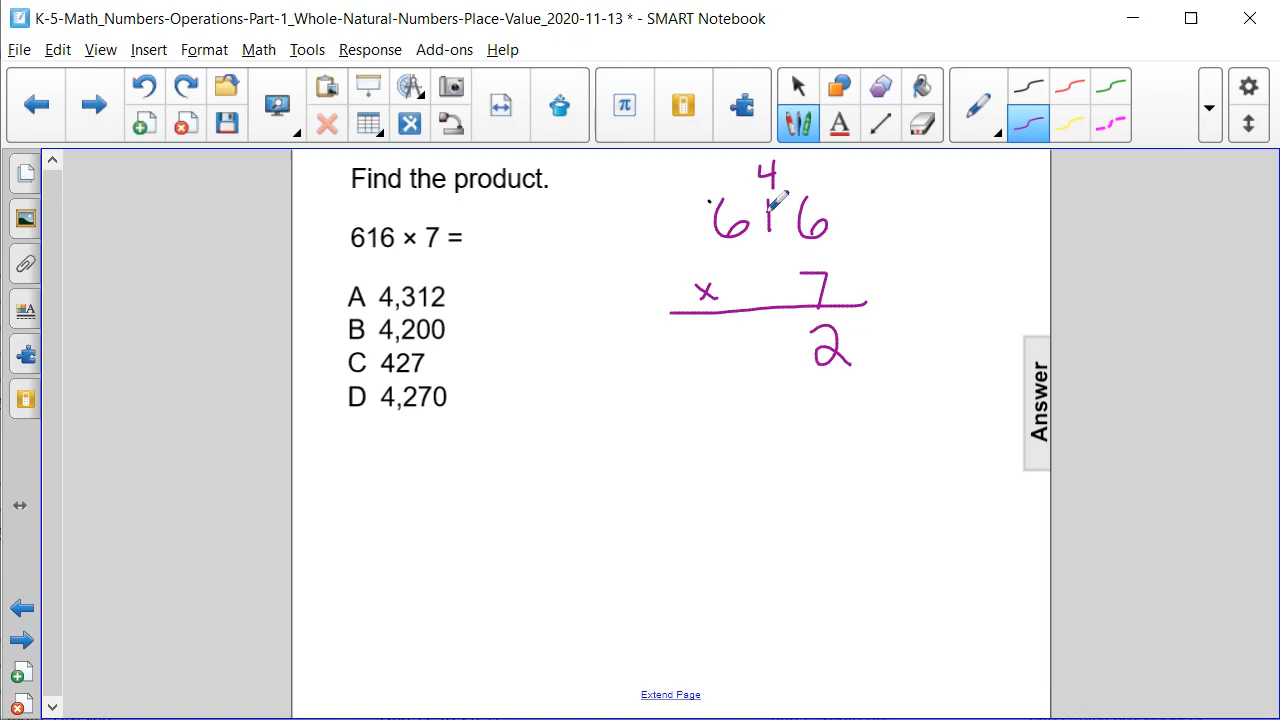 K-5-Math_Numbers-Operations-Part-1_Whole-Natural-Numbers-Place-Value_2020-11-13 * - SMART Notebook
File Edit View Insert Format Math Tools Response Add-ons Help
Find the product.
616 × 7 =
A 4,312
B 4,200
C 427
D 4,270
4
616
x 7
2
Answer
Extend Page